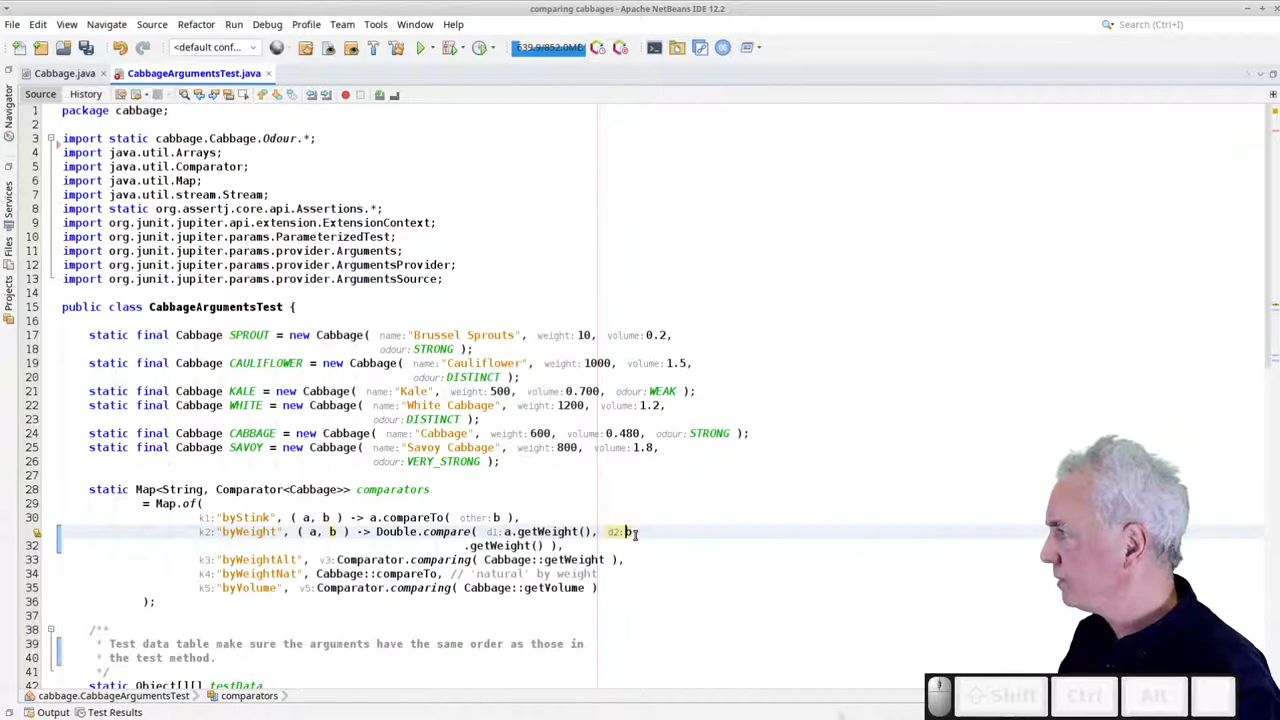 comparing cabbages - Apache NetBeans IDE 12.2
File Edit View Navigate Source Refactor Run Debug Profile Team Tools Window Help
Search (Ctrl+I)
<default conf...
639.9/852.0MB
Cabbage.java
CabbageArgumentsTest.java
Source History
Navigator
Services
Files
Projects
1 package cabbage;
2
3 import static cabbage.Cabbage.Odour.*;
4 import java.util.Arrays;
5 import java.util.Comparator;
6 import java.util.Map;
7 import java.util.stream.Stream;
8 import static org.assertj.core.api.Assertions.*;
9 import org.junit.jupiter.api.extension.ExtensionContext;
10 import org.junit.jupiter.params.ParameterizedTest;
11 import org.junit.jupiter.params.provider.Arguments;
12 import org.junit.jupiter.params.provider.ArgumentsProvider;
13 import org.junit.jupiter.params.provider.ArgumentsSource;
14
15 public class CabbageArgumentsTest {
16
17 static final Cabbage SPROUT = new Cabbage( name:"Brussel Sprouts", weight:10, volume:0.2,
18 odour:STRONG );
19 static final Cabbage CAULIFLOWER = new Cabbage( name:"Cauliflower", weight:1000, volume:1.5,
20 odour:DISTINCT );
21 static final Cabbage KALE = new Cabbage( name:"Kale", weight:500, volume:0.700, odour:WEAK );
22 static final Cabbage WHITE = new Cabbage( name:"White Cabbage", weight:1200, volume:1.2,
23 odour:DISTINCT );
24 static final Cabbage CABBAGE = new Cabbage( name:"Cabbage", weight:600, volume:0.480, odour:STRONG );
25 static final Cabbage SAVOY = new Cabbage( name:"Savoy Cabbage", weight:800, volume:1.8,
26 odour:VERY_STRONG );
27
28 static Map<String, Comparator<Cabbage>> comparators
29 = Map.of(
30 k1:"byStink", ( a, b ) -> a.compareTo( other:b ),
k2:"byWeight", ( a, b ) -> Double.compare( d1:a.getWeight(), d2:b
32 .getWeight() ),
33 k3:"byWeightAlt", v3:Comparator.comparing( Cabbage::getWeight ),
34 k4:"byWeightNat", Cabbage::compareTo, // 'natural' by weight
35 k5:"byVolume", v5:Comparator.comparing( Cabbage::getVolume )
36 );
37
38 /**
39 * Test data table make sure the arguments have the same order as those in
40 * the test method.
41 */
42 static Object[][] testData
cabbage.CabbageArgumentsTest comparators
Output Test Results
Shift Ctrl Alt